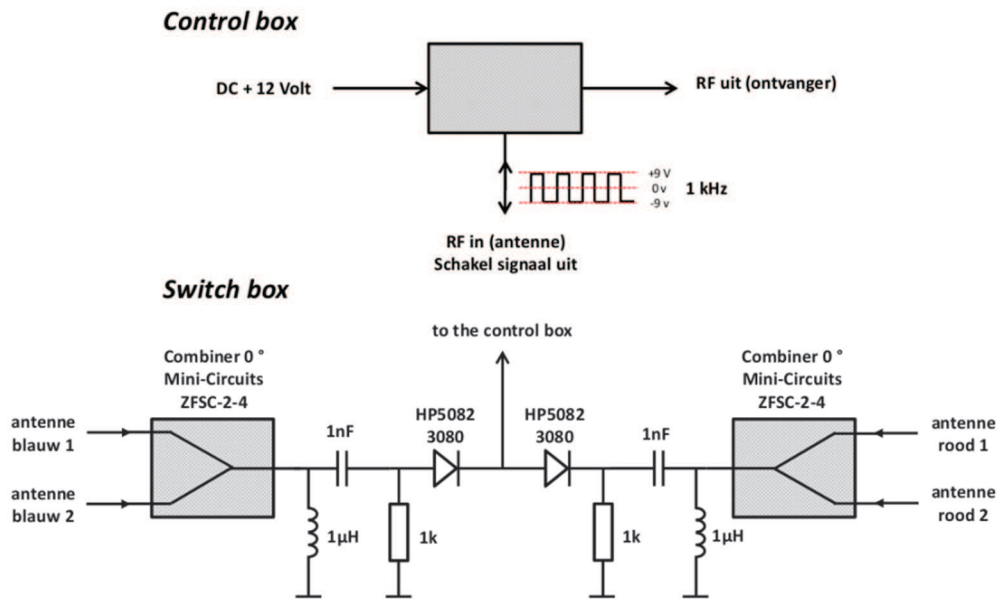 Control box
DC + 12 Volt
RF uit (ontvanger)
+9 V
0v
-9 v
1 kHz
RF in (antenne)
Schakel signaal uit
Switch box
to the control box
Combiner 0 °
Mini-Circuits
ZFSC-2-4
Combiner 0 °
Mini-Circuits
ZFSC-2-4
antenne
blauw 1
antenne
blauw 2
1nF
HP5082
3080
HP5082
3080
1nF
antenne
rood 1
antenne
rood 2
1µH
1k
1k
1µH